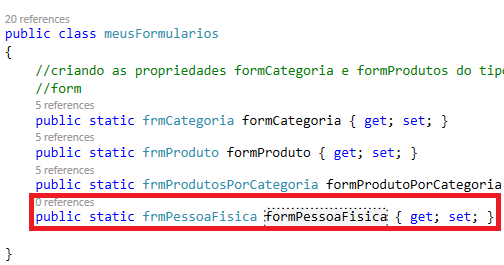 20 references
public class meusFormularios
{
//criando as propriedades formCategoria e formProdutos do tipo
//form
5 references
public static frmCategoria formCategoria { get; set; }
5 references
public static frmProduto formProduto { get; set; }
5 references
public static frmProdutosPorCategoria formProdutoPorCategoria
0 references
public static frmPessoaFisica formPessoaFisica { get; set; }
}